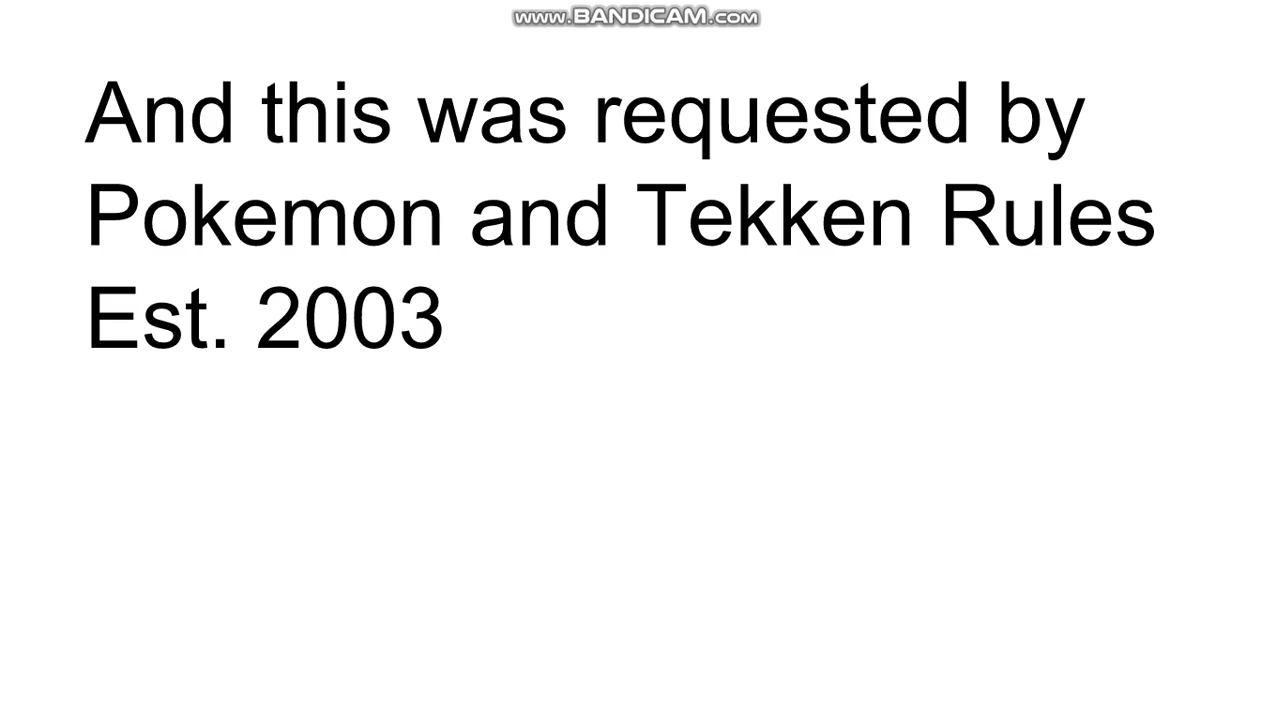 www.BANDICAM.com
And this was requested by
Pokemon and Tekken Rules
Est. 2003